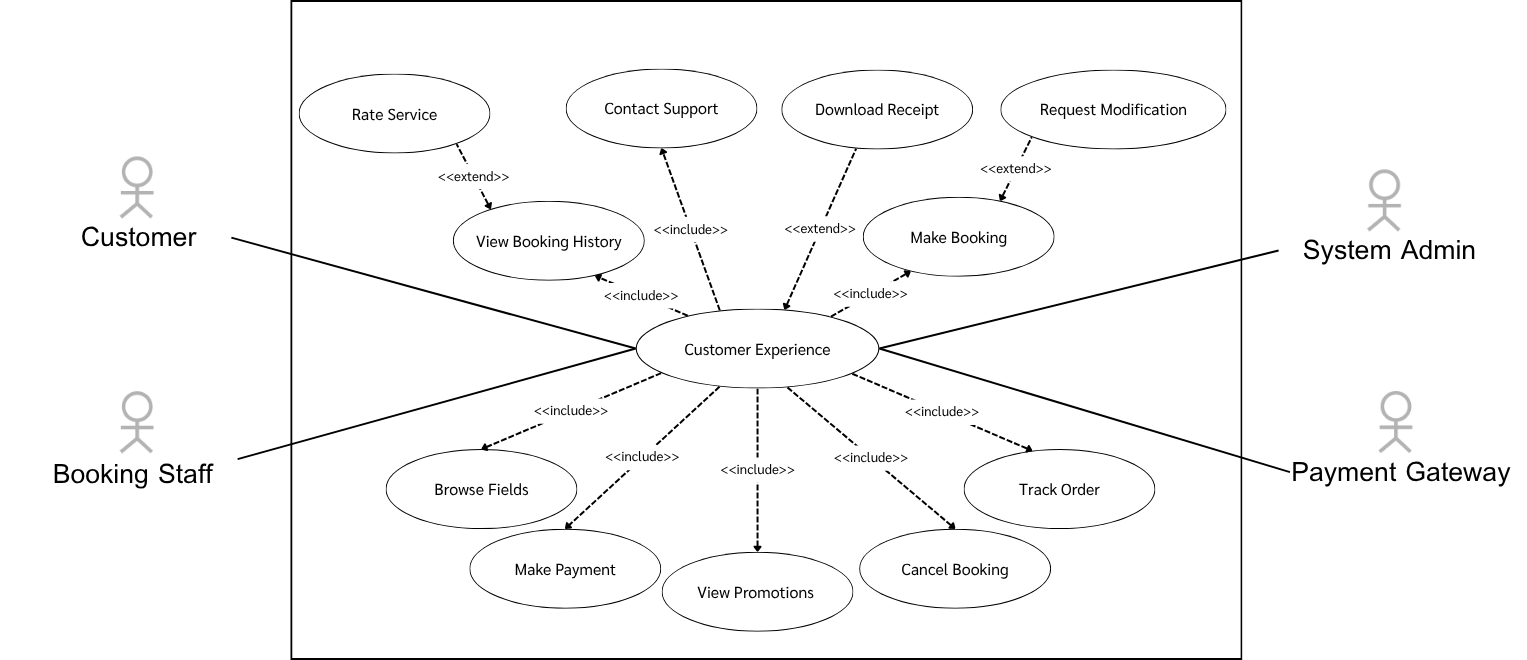 Rate Service
Contact Support
Download Receipt
Request Modification
<<extend>>
<<extend>>
Customer
View Booking History
<<include>>
<<extend>>
Make Booking
System Admin
<<include>>
<<include>>
Customer Experience
<<include>>
<<include>>
Booking Staff
<<include>>
<<include>>
<<include>>
Payment Gateway
Browse Fields
Track Order
Make Payment
View Promotions
Cancel Booking